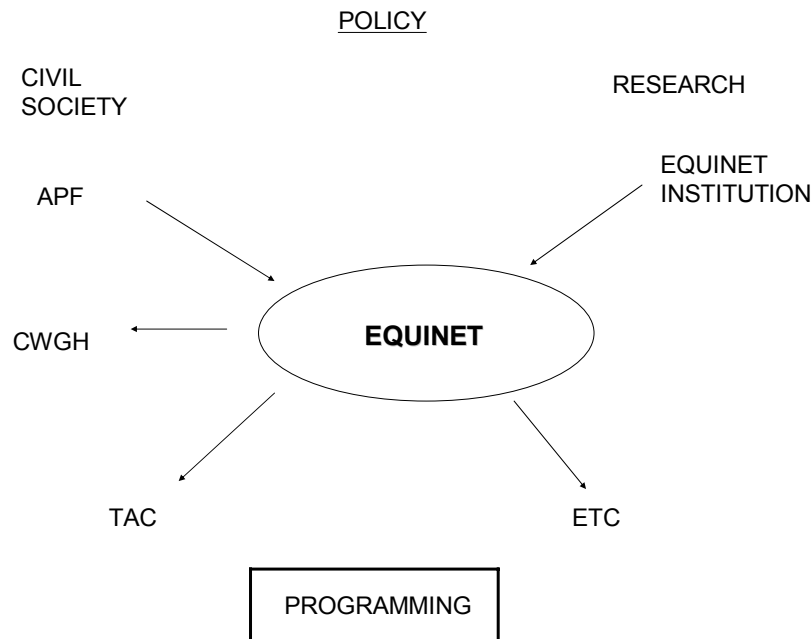 POLICY
CIVIL
SOCIETY
RESEARCH
EQUINET
INSTITUTION
APF
EQUINET
CWGH
TAC
ETC
PROGRAMMING